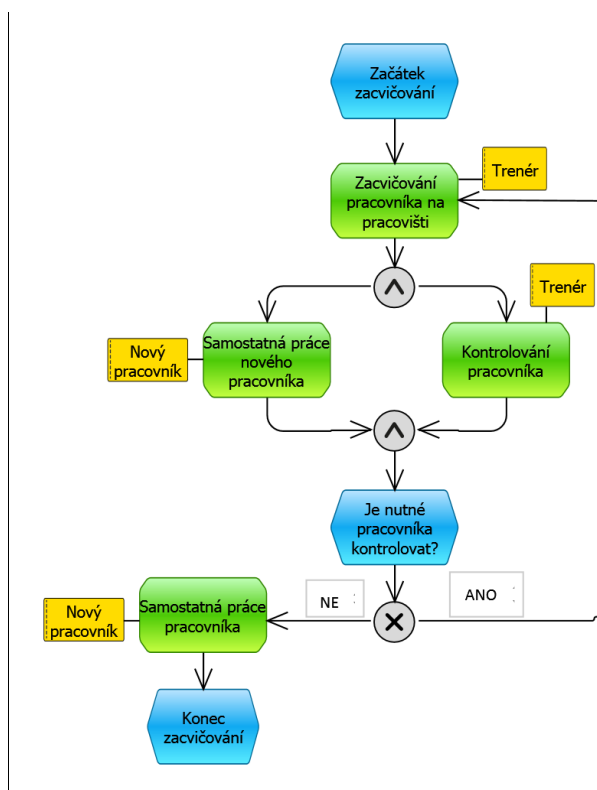 Začátek
zacvičování
Trenér
Zacvičování
pracovníka na
pracovišti
Trenér
Nový
pracovník
Samostatná práce
nového
pracovníka
Kontrolování
pracovníka
Je nutné
pracovníka
kontrolovat?
NE
ANO
Nový
pracovník
Samostatná práce
pracovníka
Konec
zacvičování